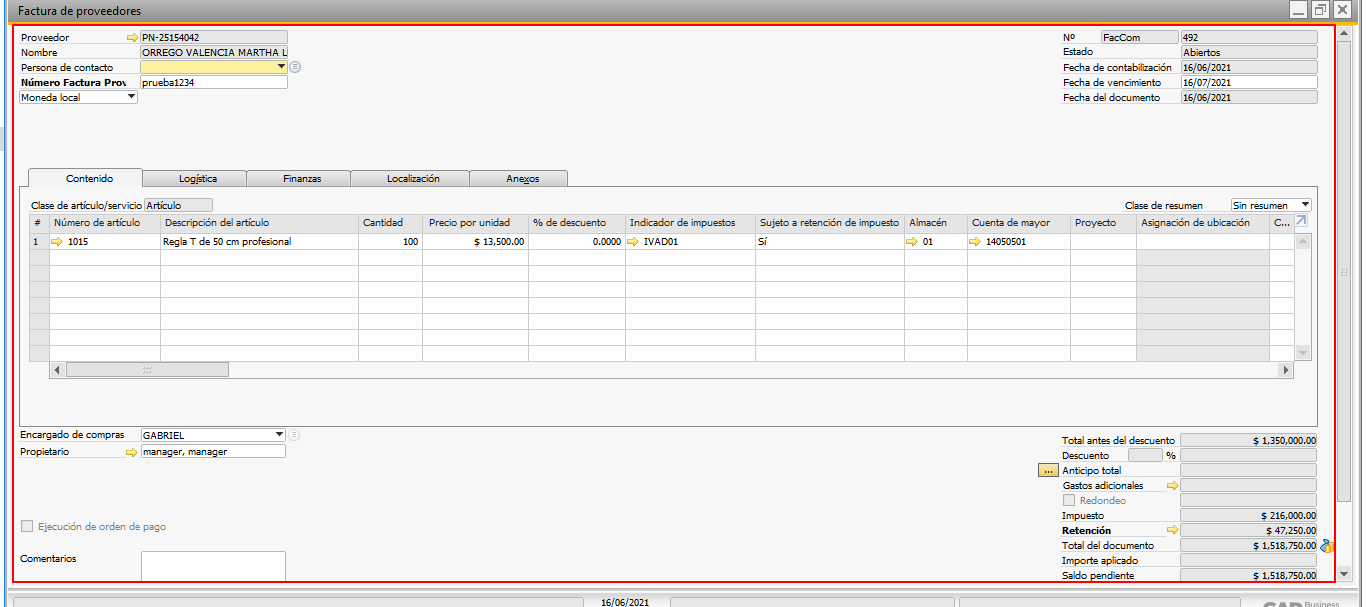 Factura de proveedores
Proveedor PN-25154042
Nombre ORREGO VALENCIA MARTHA L
Persona de contacto
Número Factura Prov prueba1234
Moneda local
Nº FacCom 492
Estado Abiertos
Fecha de contabilización 16/06/2021
Fecha de vencimiento 16/07/2021
Fecha del documento 16/06/2021
Contenido Logística Finanzas Localización Anexos
Clase de artículo/servicio Artículo
Clase de resumen Sin resumen
# Número de artículo Descripción del artículo Cantidad Precio por unidad % de descuento Indicador de impuestos Sujeto a retención de impuesto Almacén Cuenta de mayor Proyecto Asignación de ubicación C...
1 1015 Regla T de 50 cm profesional 100 $ 13,500.00 0.0000 IVAD01 Sí 01 14050501
Encargado de compras GABRIEL
Propietario manager, manager
Ejecución de orden de pago
Comentarios
Total antes del descuento $ 1,350,000.00
Descuento %
... Anticipo total
Gastos adicionales
Redondeo
Impuesto $ 216,000.00
Retención $ 47,250.00
Total del documento $ 1,518,750.00
Importe aplicado
Saldo pendiente $ 1,518,750.00
16/06/2021
Business